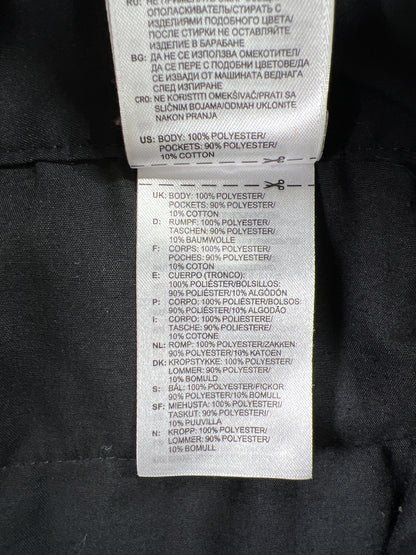 ОПОЛАСКИВАТЕЛЬ/СТИРАТЬ С
ИЗДЕЛИЯМИ ПОДОБНОГО ЦВЕТА/
ПОСЛЕ СТИРКИ НЕ ОСТАВЛЯЙТЕ
ИЗДЕЛИЕ В БАРАБАНЕ
BG: ДА НЕ СЕ ИЗПОЛЗВА ОМЕКОТИТЕЛ/
ДА СЕ ПЕРЕ С ПОДОБНИ ЦВЕТОВЕ/ДА
СЕ ИЗВАДИ ОТ МАШИНАТА ВЕДНАГА
СЛЕД ИЗПИРАНЕ
CRO: NE KORISTITI OMEKŠIVAČ/PRATI SA
SLIČNIM BOJAMA/ODMAH UKLONITE
NAKON PRANJA
US: BODY: 100% POLYESTER/
POCKETS: 90% POLYESTER/
10% COTTON
UK: BODY: 100% POLYESTER/
POCKETS: 90% POLYESTER/
10% COTTON
D: RUMPF: 100% POLYESTER/
TASCHEN: 90% POLYESTER/
10% BAUMWOLLE
F: CORPS: 100% POLYESTER/
POCHES: 90% POLYESTER/
10% COTON
E: CUERPO (TRONCO):
100% POLIÉSTER/BOLSILLOS:
90% POLIÉSTER/10% ALGODÓN
P: CORPO: 100% POLIÉSTER/BOLSOS:
90% POLIÉSTER/10% ALGODÃO
I: CORPO: 100% POLIESTERE/
TASCHE: 90% POLIESTERE/
10% COTONE
NL: ROMP: 100% POLYESTER/ZAKKEN:
90% POLYESTER/10% KATOEN
DK: KROPSTYKKE: 100% POLYESTER/
LOMMER: 90% POLYESTER/
10% BOMULD
S: BÅL: 100% POLYESTER/FICKOR:
90% POLYESTER/10% BOMULL
SF: MIEHUSTA: 100% POLYESTER/
TASKUT: 90% POLYESTER/
10% PUUVILLA
N: KROPP: 100% POLYESTER/
LOMMER: 90% POLYESTER/
10% BOMULL